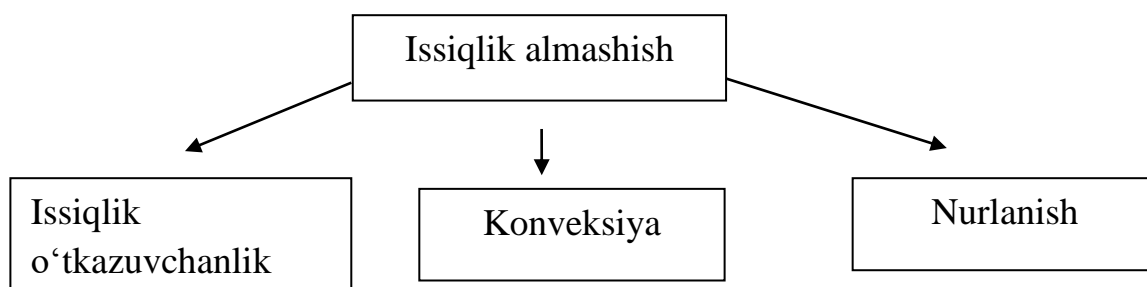 Issiqlik almashish
Issiqlik
o‘tkazuvchanlik
Konveksiya
Nurlanish